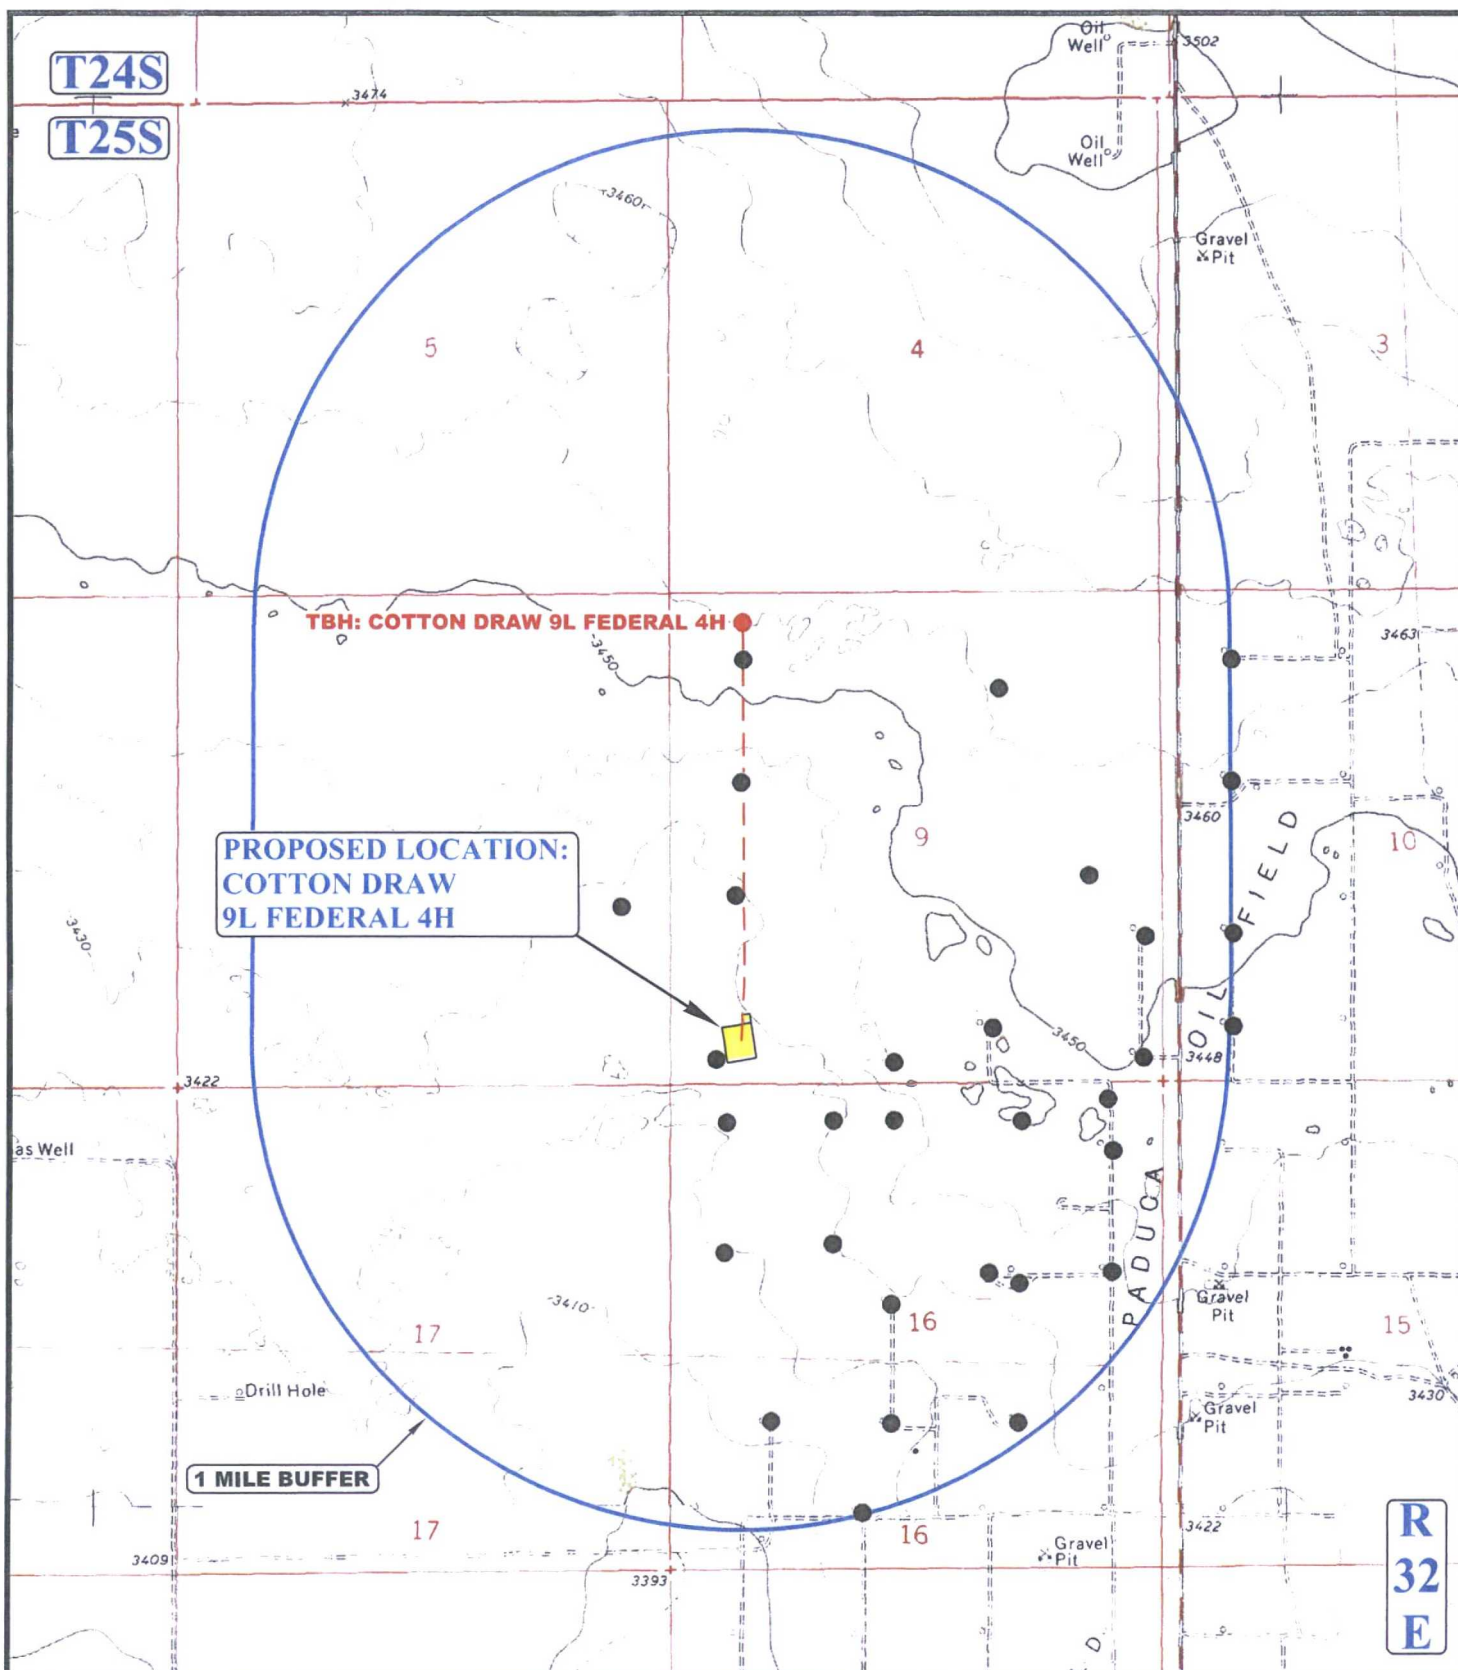 Oil
Well
3502
T24S
3474
T25S
Oil
Well
3460
Gravel
Pit
5
4
3
TBH: COTTON DRAW 9L FEDERAL 4H
3463
3450
3460
PROPOSED LOCATION:
COTTON DRAW
9L FEDERAL 4H
9
10
3430
FIELD
OIL
3450
3448
3422
as Well
PADUCA
3410
Gravel
Pit
17
16
15
Drill Hole
3430
Gravel
Pit
1 MILE BUFFER
17
16
3422
R
32
E
3409
Gravel
Pit
3393
D